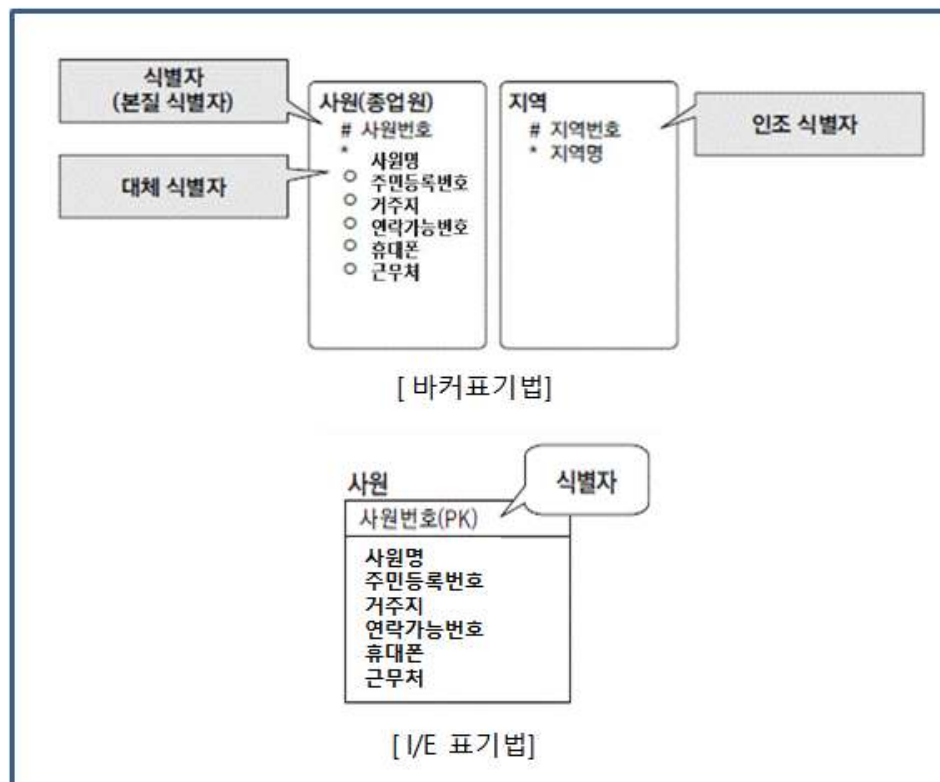 식별자
(본질 식별자)
대체 식별자
사원(종업원)
# 사원번호
* 사원명
○ 주민등록번호
○ 거주지
○ 연락가능번호
○ 휴대폰
○ 근무처
지역
# 지역번호
* 지역명
인조 식별자
[ 바커표기법]
사원
식별자
사원번호(PK)
사원명
주민등록번호
거주지
연락가능번호
휴대폰
근무처
[ I/E 표기법]